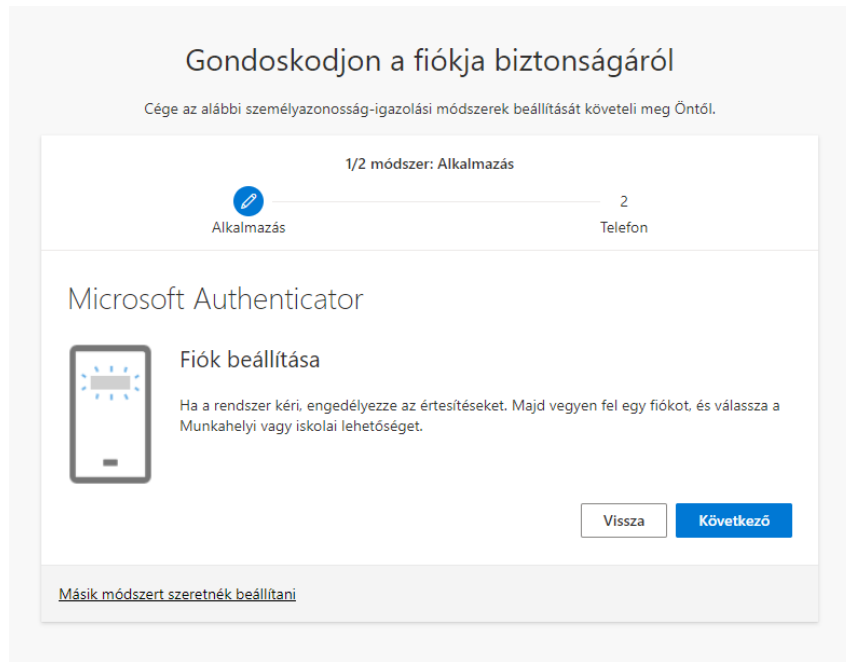 Gondoskodjon a fiókja biztonságáról
Cége az alábbi személyazonosság-igazolási módszerek beállítását követeli meg Öntől.
1/2 módszer: Alkalmazás
2
Alkalmazás
Telefon
Microsoft Authenticator
Fiók beállítása
Ha a rendszer kéri, engedélyezze az értesítéseket. Majd vegyen fel egy fiókot, és válassza a
Munkahelyi vagy iskolai lehetőséget.
Vissza
Következő
Másik módszert szeretnék beállítani